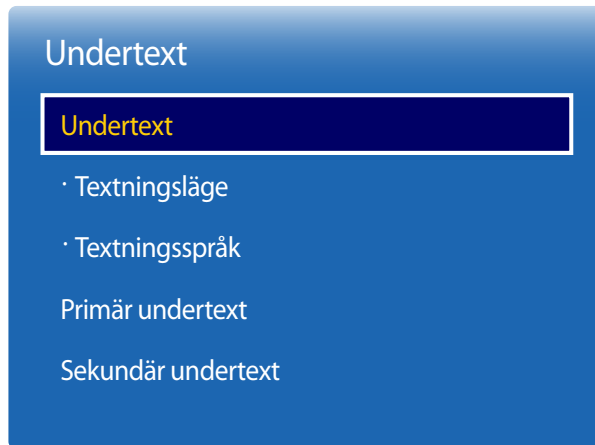 Undertext
Undertext
· Textningsläge
· Textningsspråk
Primär undertext
Sekundär undertext